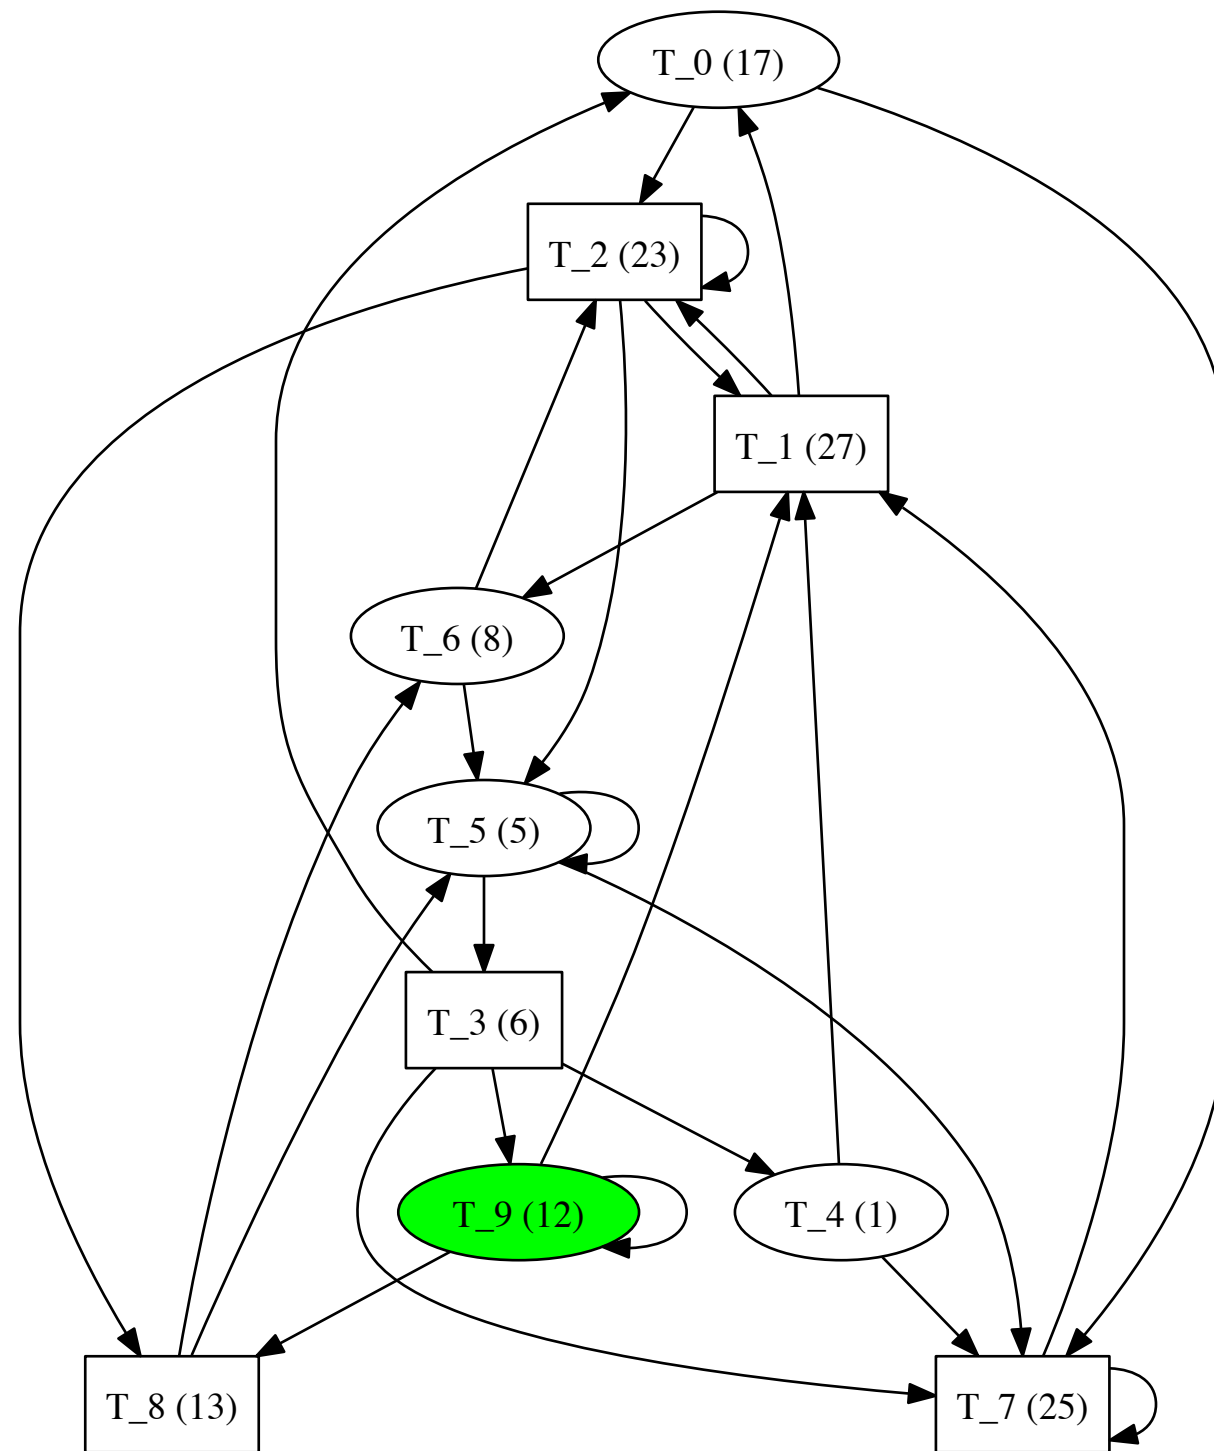 T_0 (17)
T_2 (23)
T_1 (27)
T_6 (8)
T_5 (5)
T_3 (6)
T_9 (12)
T_4 (1)
T_8 (13)
T_7 (25)